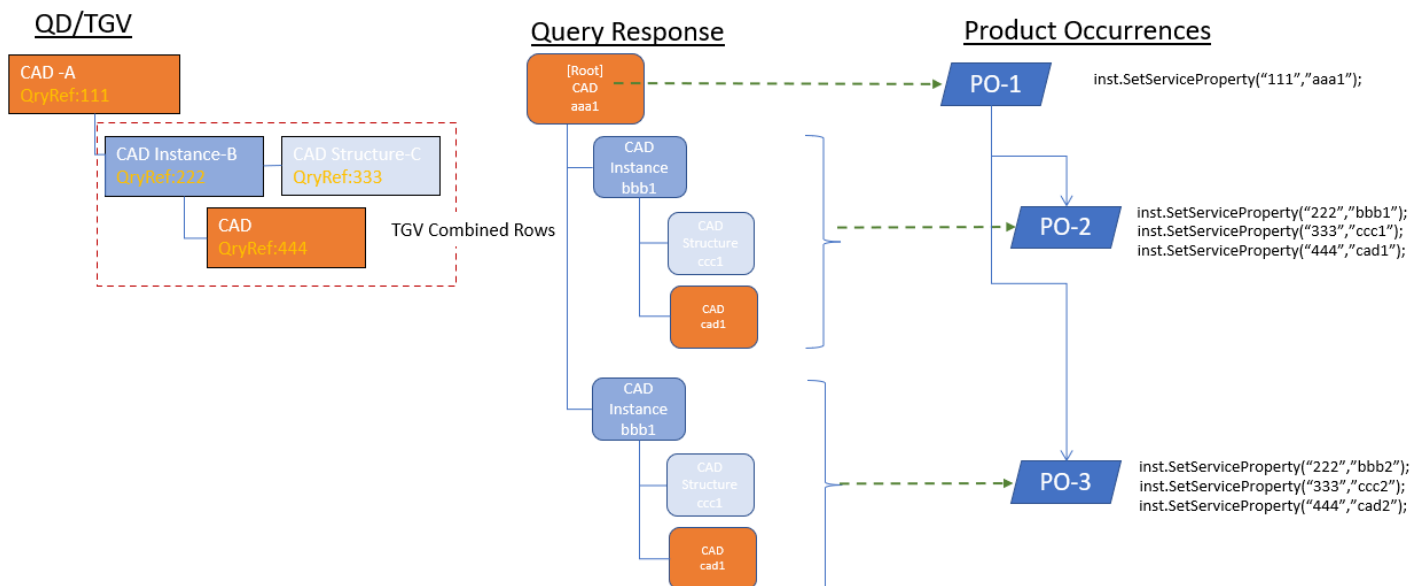 QD/TGV
CAD -A
QryRef:111
CAD Instance-B
QryRef:222
CAD Structure-C
QryRef:333
CAD
QryRef:444
TGV Combined Rows
Query Response
[Root]
CAD
aaa1
CAD
Instance
bbb1
CAD
Structure
ccc1
CAD
cad1
CAD
Instance
bbb1
CAD
Structure
ccc1
CAD
cad1
Product Occurrences
PO-1
inst.SetServiceProperty(“111”,”aaa1”);
PO-2
inst.SetServiceProperty(“222”,”bbb1”);
inst.SetServiceProperty(“333”,”ccc1”);
inst.SetServiceProperty(“444”,”cad1”);
PO-3
inst.SetServiceProperty(“222”,”bbb2”);
inst.SetServiceProperty(“333”,”ccc2”);
inst.SetServiceProperty(“444”,”cad2”);